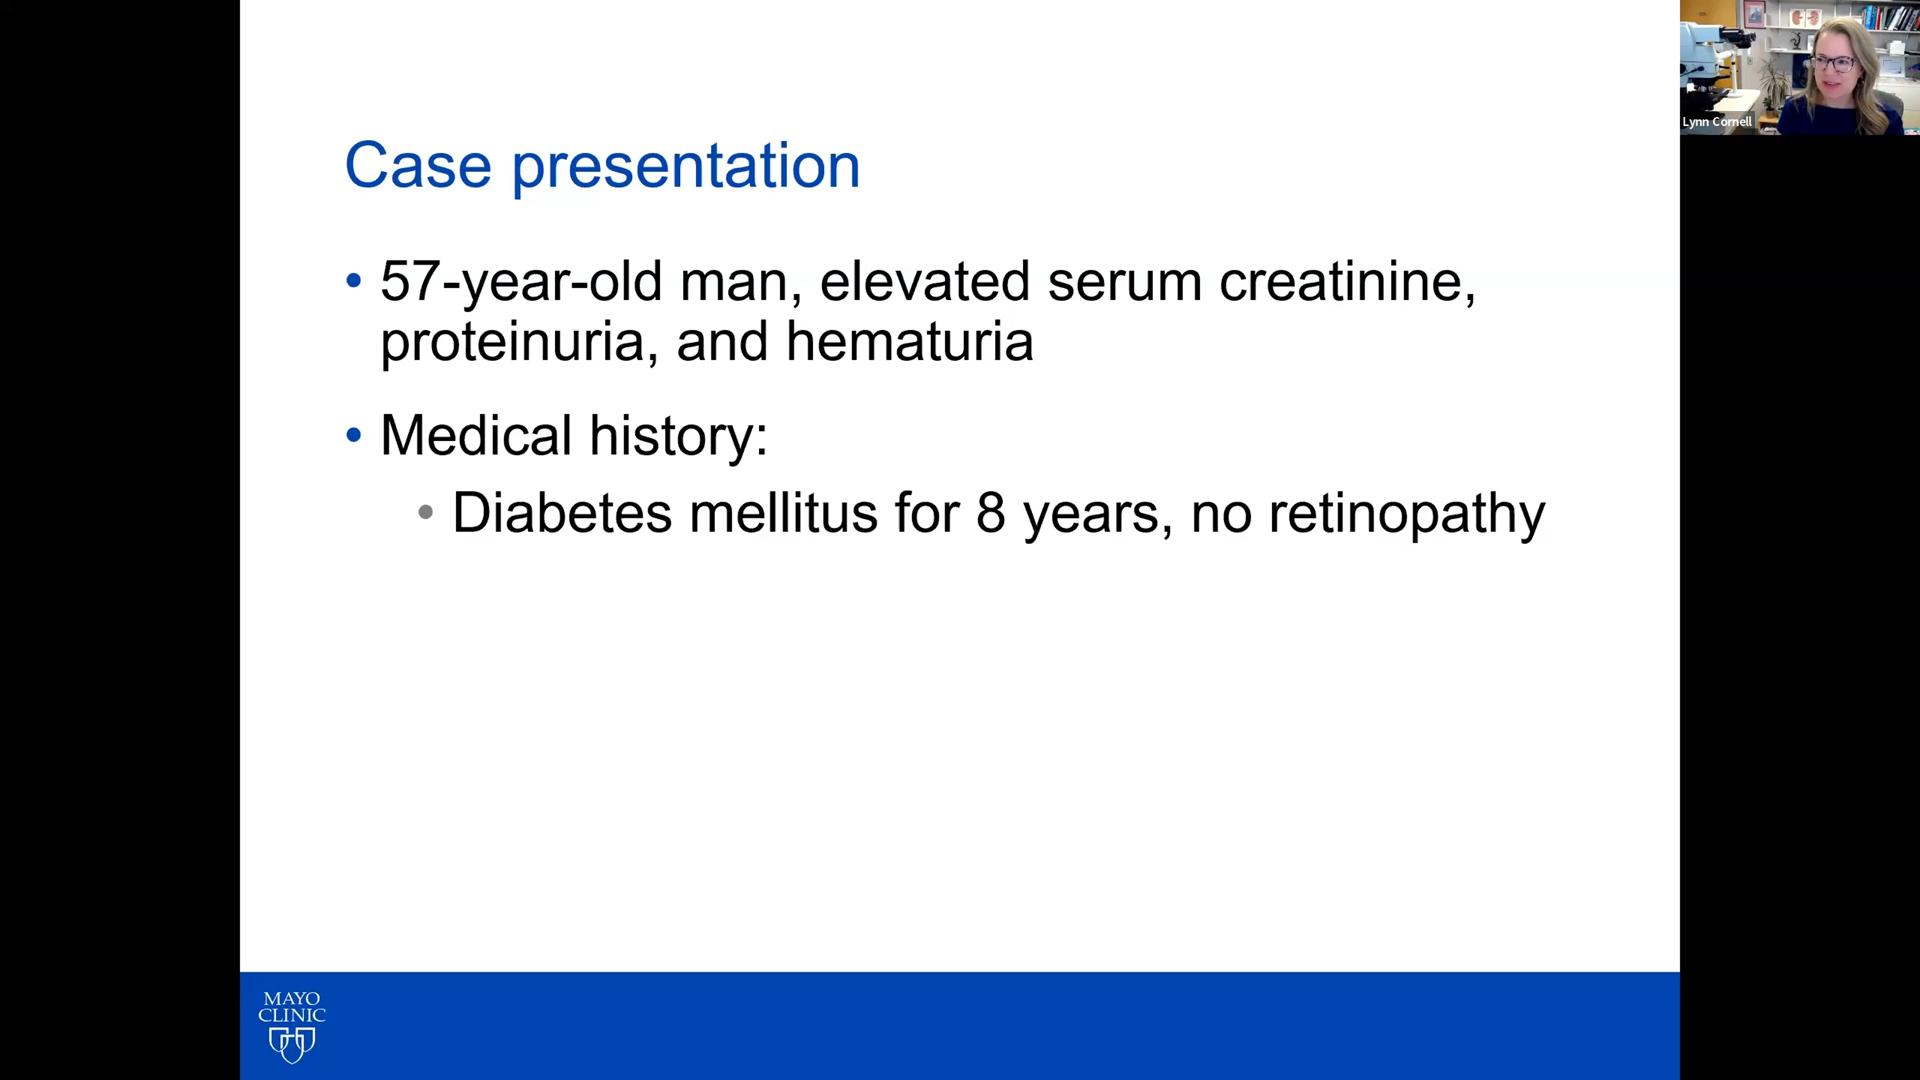 Case presentation
• 57-year-old man, elevated serum creatinine,
proteinuria, and hematuria
• Medical history:
• Diabetes mellitus for 8 years, no retinopathy
Lynn Cornell
MAYO
CLINIC